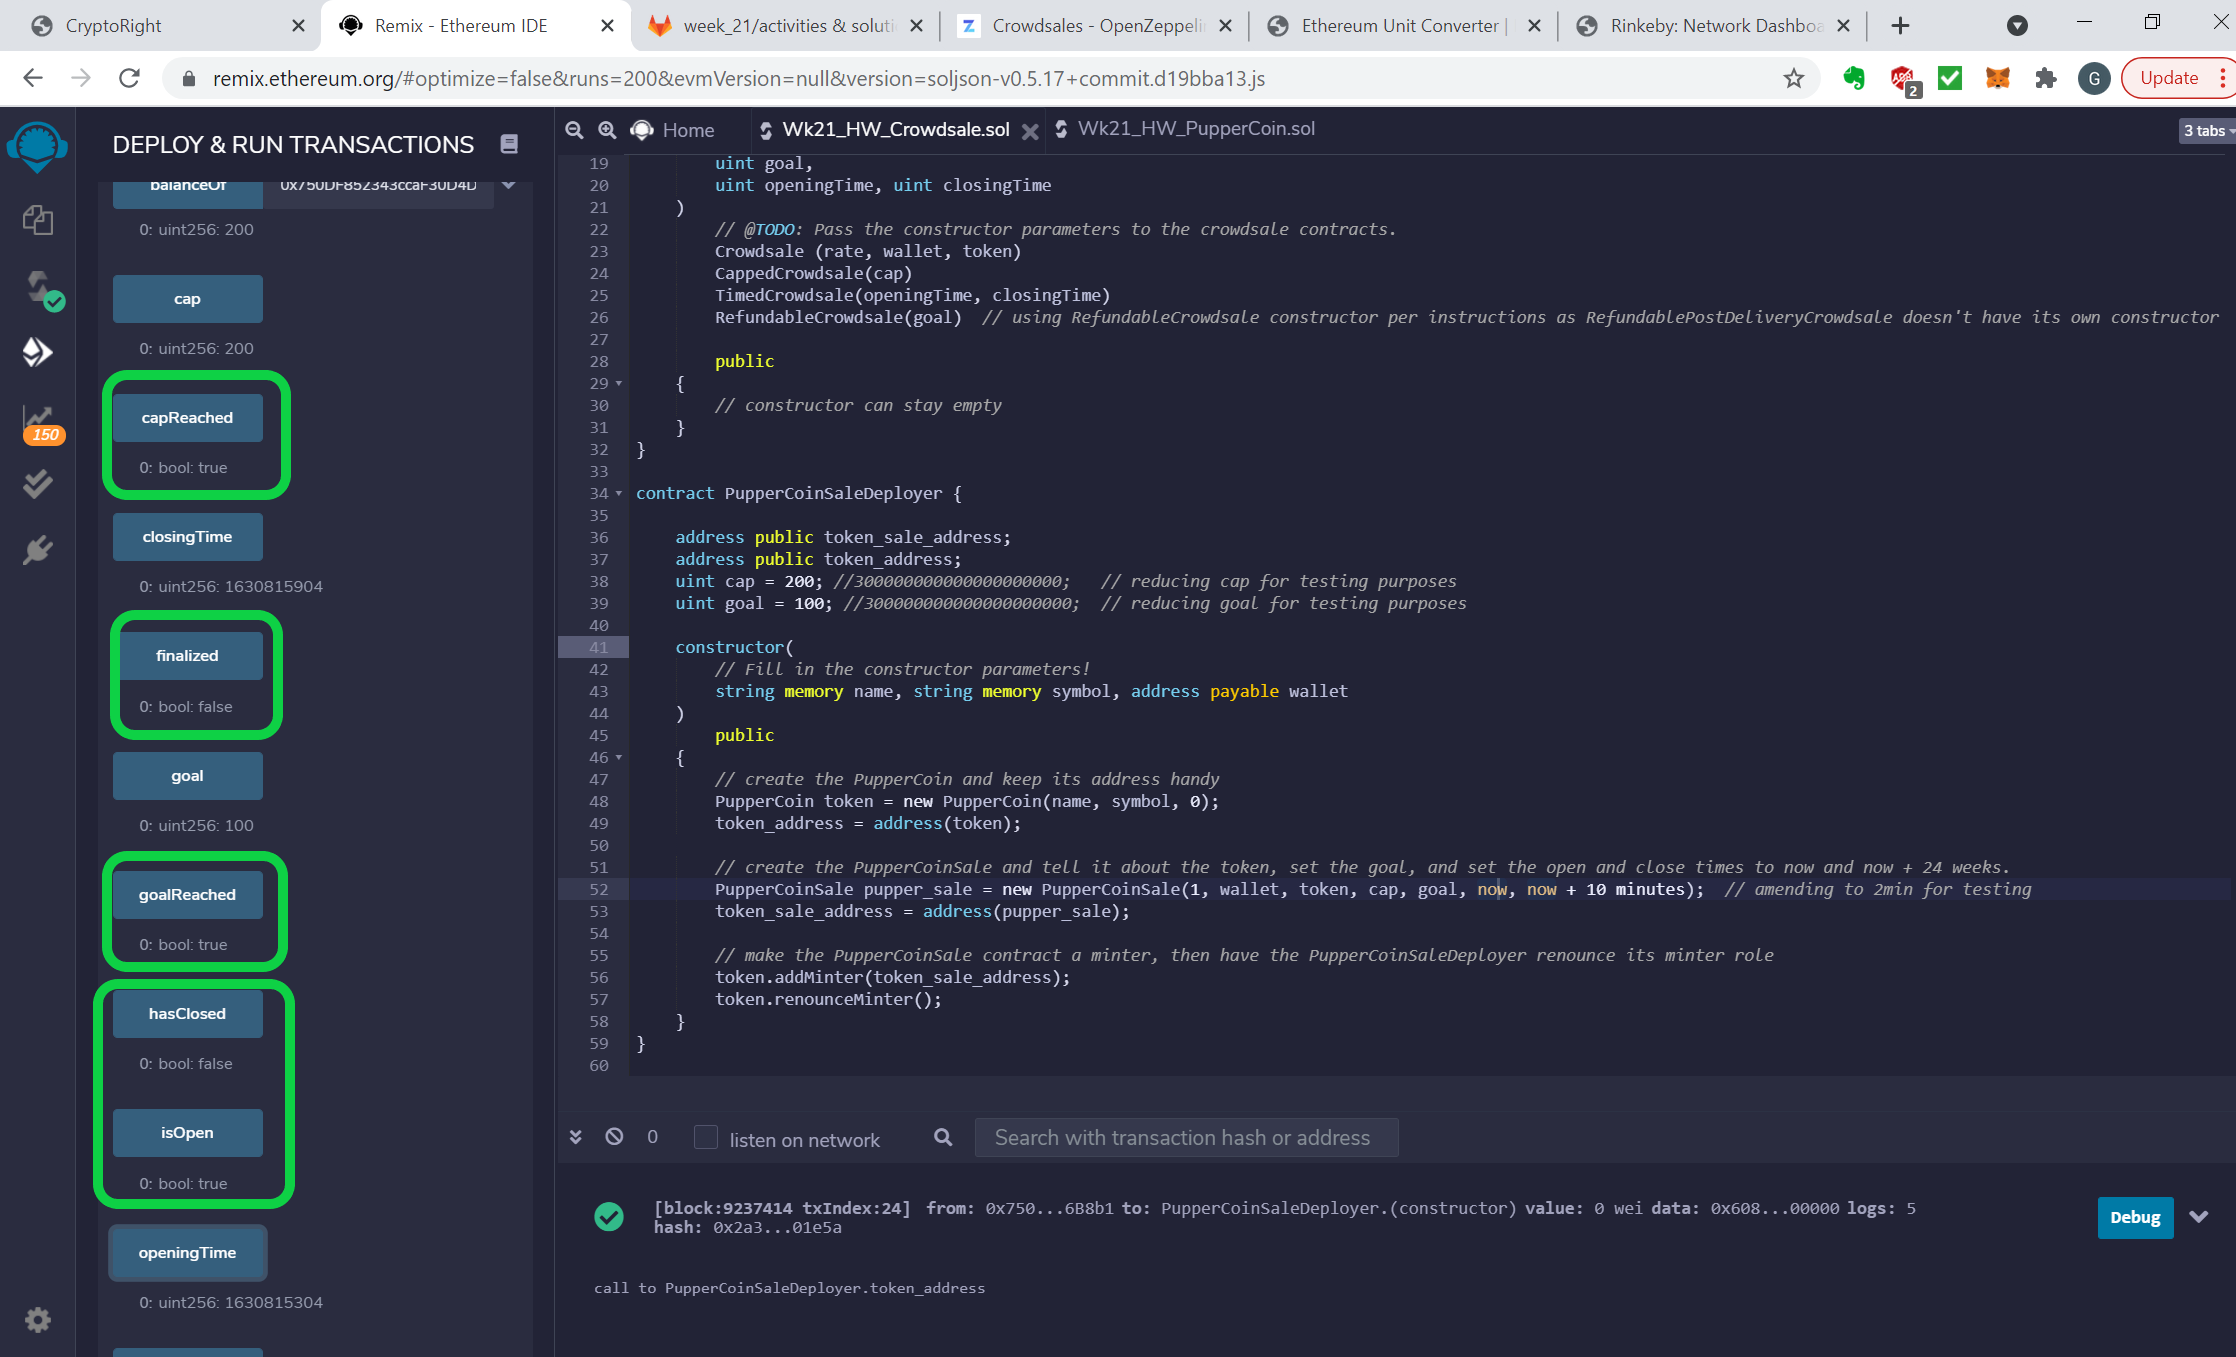 CryptoRight
Remix - Ethereum IDE
week_21/activities & soluti
Crowdsales - OpenZeppeli
Ethereum Unit Converter |
Rinkeby: Network Dashboa
remix.ethereum.org/#optimize=false&runs=200&evmVersion=null&version=soljson-v0.5.17+commit.d19bba13.js
2
G
Update
DEPLOY & RUN TRANSACTIONS
balanceOf
0x750DF852343ccaF30D4D
0: uint256: 200
cap
0: uint256: 200
capReached
0: bool: true
closingTime
0: uint256: 1630815904
finalized
0: bool: false
goal
0: uint256: 100
goalReached
0: bool: true
hasClosed
0: bool: false
isOpen
0: bool: true
openingTime
0: uint256: 1630815304
150
Home
Wk21_HW_Crowdsale.sol
Wk21_HW_PupperCoin.sol
3 tabs
19 uint goal,
20 uint openingTime, uint closingTime
21 )
22 // @TODO: Pass the constructor parameters to the crowdsale contracts.
23 Crowdsale (rate, wallet, token)
24 CappedCrowdsale(cap)
25 TimedCrowdsale(openingTime, closingTime)
26 RefundableCrowdsale(goal) // using RefundableCrowdsale constructor per instructions as RefundablePostDeliveryCrowdsale doesn't have its own constructor
27
28 public
29 {
30 // constructor can stay empty
31 }
32 }
33
34 contract PupperCoinSaleDeployer {
35
36 address public token_sale_address;
37 address public token_address;
38 uint cap = 200; //300000000000000000000; // reducing cap for testing purposes
39 uint goal = 100; //300000000000000000000; // reducing goal for testing purposes
40
41 constructor(
42 // Fill in the constructor parameters!
43 string memory name, string memory symbol, address payable wallet
44 )
45 public
46 {
47 // create the PupperCoin and keep its address handy
48 PupperCoin token = new PupperCoin(name, symbol, 0);
49 token_address = address(token);
50
51 // create the PupperCoinSale and tell it about the token, set the goal, and set the open and close times to now and now + 24 weeks.
52 PupperCoinSale pupper_sale = new PupperCoinSale(1, wallet, token, cap, goal, now, now + 10 minutes); // amending to 2min for testing
53 token_sale_address = address(pupper_sale);
54
55 // make the PupperCoinSale contract a minter, then have the PupperCoinSaleDeployer renounce its minter role
56 token.addMinter(token_sale_address);
57 token.renounceMinter();
58 }
59 }
60
0
listen on network
Search with transaction hash or address
[block:9237414 txIndex:24] from: 0x750...6B8b1 to: PupperCoinSaleDeployer.(constructor) value: 0 wei data: 0x608...00000 logs: 5
hash: 0x2a3...01e5a
Debug
call to PupperCoinSaleDeployer.token_address